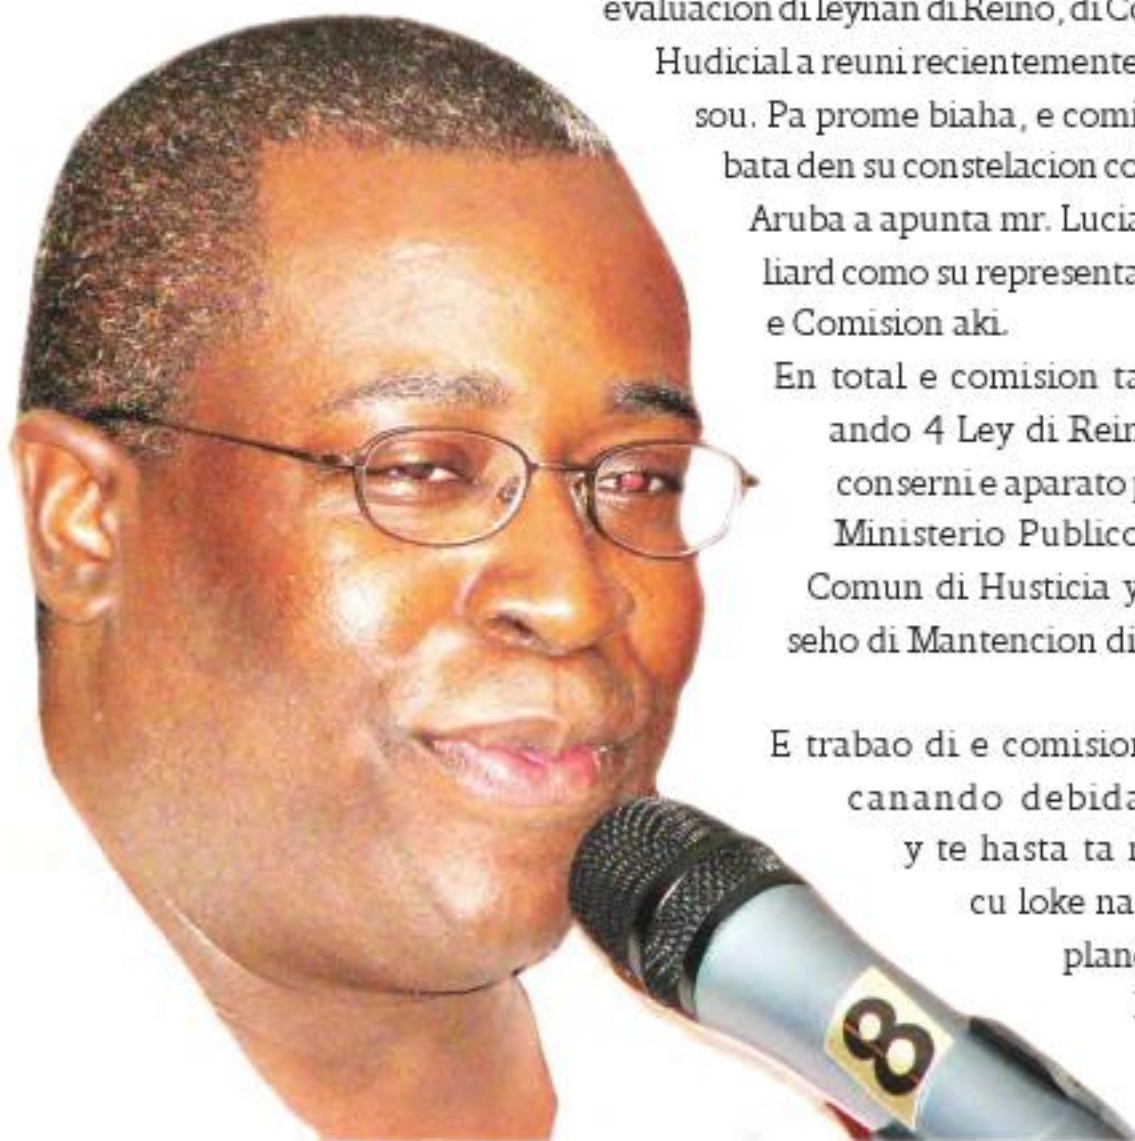 evaluacion di leynan di Reino, di Co
Hudicial a reuni recientemente
sou. Pa prome biaha, e comi
bata den su constelacion co
Aruba a apunta mr. Lucia
liard como su representa
e Comision aki.
En total e comision ta
ando 4 Ley di Rein
conserni e aparato p
Ministerio Publico
Comun di Husticia y
seho di Mantencion di
E trabao di e comision
canando debida
y te hasta ta
cu loke na
plan
8